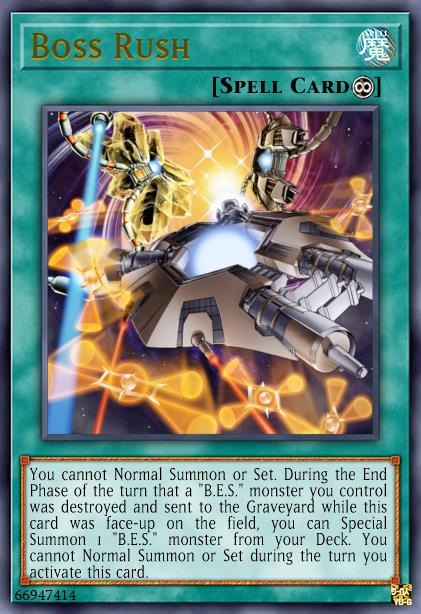 Boss Rush
SPELL
魔
[Spell Card]
You cannot Normal Summon or Set. During the End
Phase of the turn that a "B.E.S." monster you control
was destroyed and sent to the Graveyard while this
card was face-up on the field, you can Special
Summon 1 "B.E.S." monster from your Deck. You
cannot Normal Summon or Set during the turn you
activate this card.
66947414